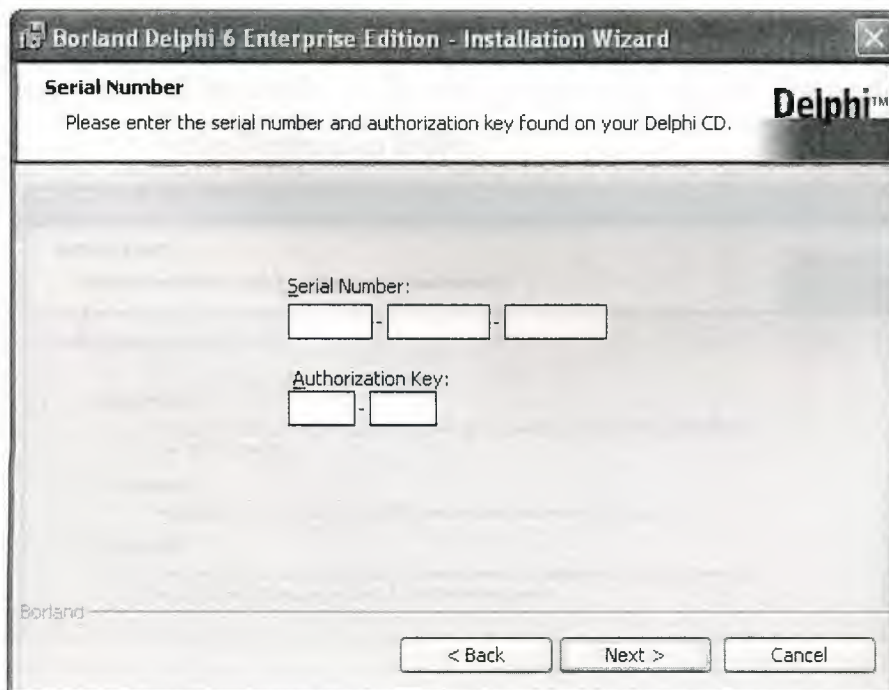 Borland Delphi 6 Enterprise Edition - Installation Wizard
Serial Number
Please enter the serial number and authorization key found on your Delphi CD.
Delphi™
Serial Number:
- -
Authorization Key:
-
Borland
< Back Next > Cancel